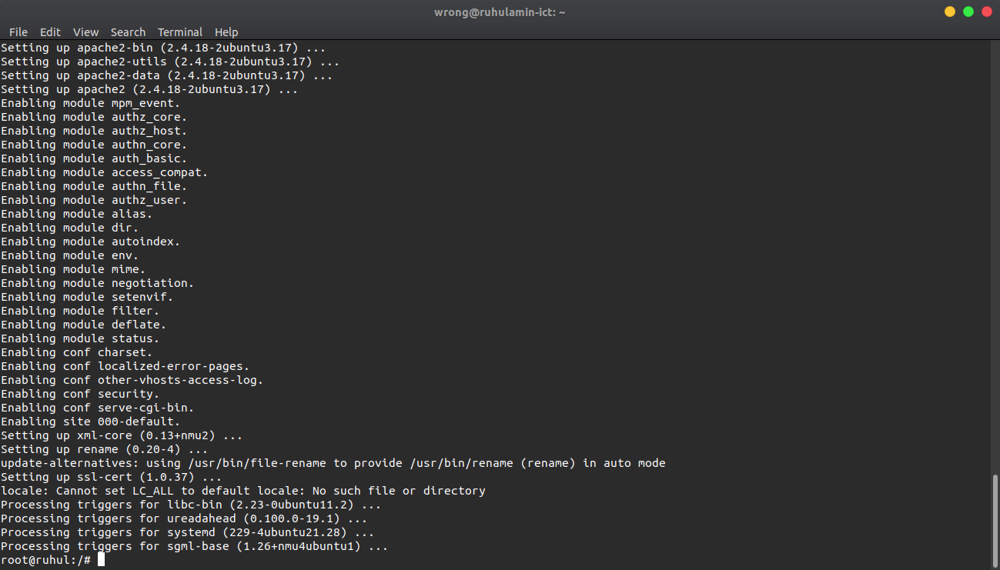 wrong@ruhulamin-ict: ~
File Edit View Search Terminal Help
Setting up apache2-bin (2.4.18-2ubuntu3.17) ...
Setting up apache2-utils (2.4.18-2ubuntu3.17) ...
Setting up apache2-data (2.4.18-2ubuntu3.17) ...
Setting up apache2 (2.4.18-2ubuntu3.17) ...
Enabling module mpm_event.
Enabling module authz_core.
Enabling module authz_host.
Enabling module authn_core.
Enabling module auth_basic.
Enabling module access_compat.
Enabling module authn_file.
Enabling module authz_user.
Enabling module alias.
Enabling module dir.
Enabling module autoindex.
Enabling module env.
Enabling module mime.
Enabling module negotiation.
Enabling module setenvif.
Enabling module filter.
Enabling module deflate.
Enabling module status.
Enabling conf charset.
Enabling conf localized-error-pages.
Enabling conf other-vhosts-access-log.
Enabling conf security.
Enabling conf serve-cgi-bin.
Enabling site 000-default.
Setting up xml-core (0.13+nmu2) ...
Setting up rename (0.20-4) ...
update-alternatives: using /usr/bin/file-rename to provide /usr/bin/rename (rename) in auto mode
Setting up ssl-cert (1.0.37) ...
locale: Cannot set LC_ALL to default locale: No such file or directory
Processing triggers for libc-bin (2.23-0ubuntu11.2) ...
Processing triggers for ureadahead (0.100.0-19.1) ...
Processing triggers for systemd (229-4ubuntu21.28) ...
Processing triggers for sgml-base (1.26+nmu4ubuntu1) ...
root@ruhul:/#